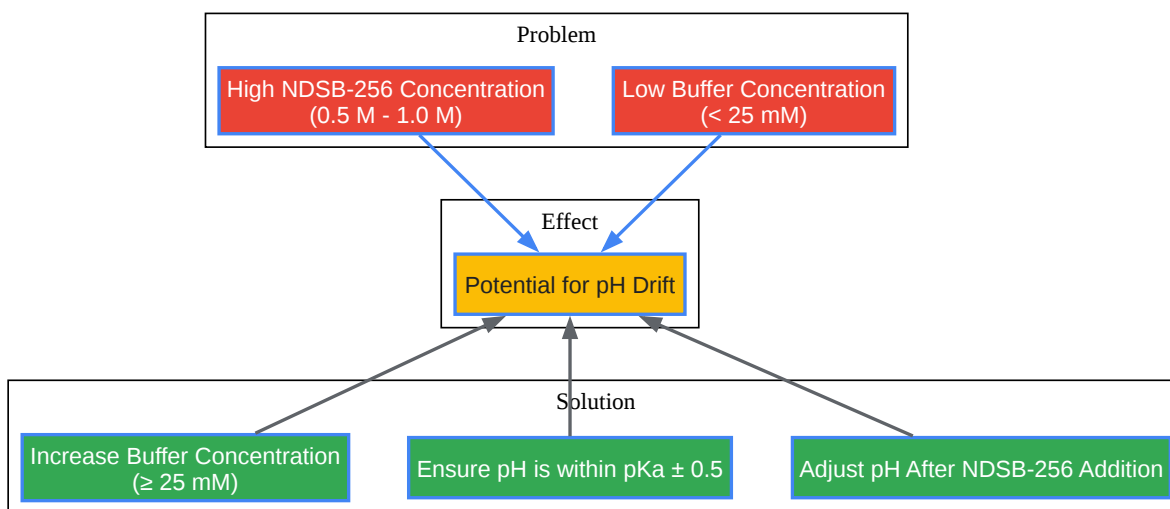 Problem
High NDSB-256 Concentration
(0.5 M - 1.0 M)
Low Buffer Concentration
(< 25 mM)
Effect
Potential for pH Drift
Solution
Increase Buffer Concentration
(≥ 25 mM)
Ensure pH is within pKa ± 0.5
Adjust pH After NDSB-256 Addition